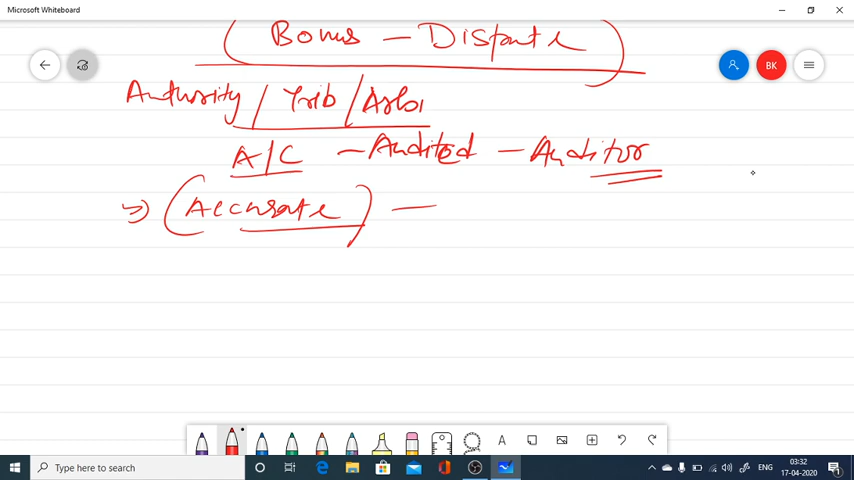 Microsoft Whiteboard
(Bonus - Dispute)
BK
Authority / Trib / Arbi
A/C - Audited - Auditor
⇒ (Accurate) -
A
Type here to search
ENG
03:32
17-04-2020